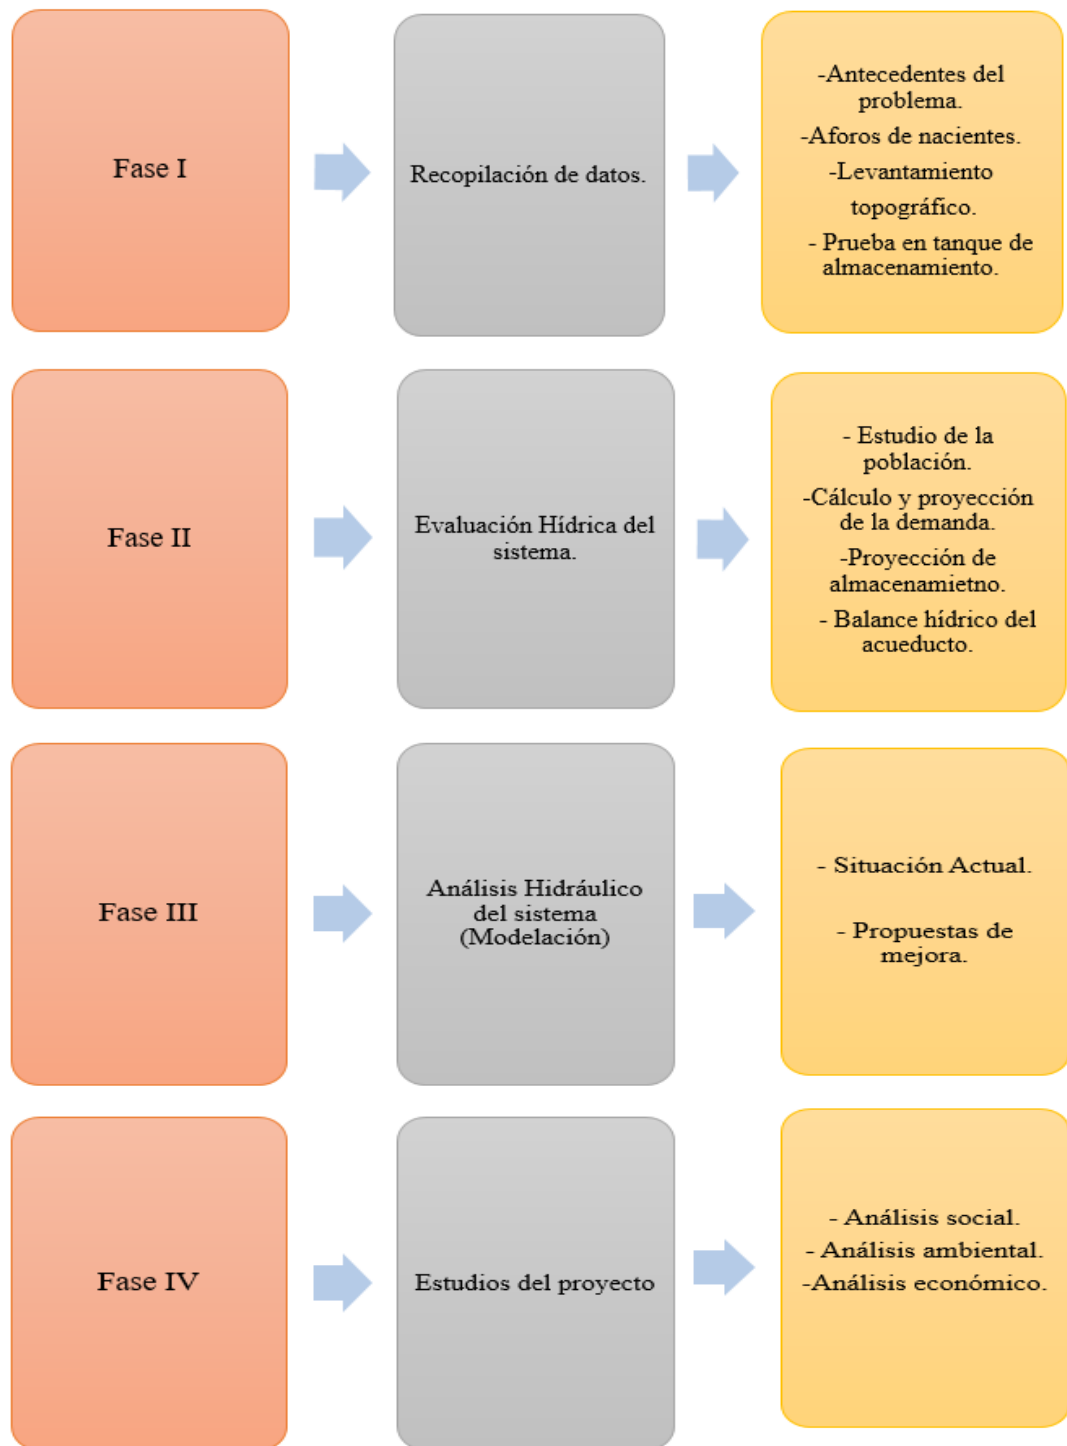 Fase I
Recopilación de datos.
-Antecedentes del
problema.
-Aforos de nacientes.
-Levantamiento
topográfico.
- Prueba en tanque de
almacenamiento.
Fase II
Evaluación Hídrica del
sistema.
- Estudio de la
población.
-Cálculo y proyección
de la demanda.
-Proyección de
almacenamietno.
- Balance hídrico del
acueducto.
Fase III
Análisis Hidráulico
del sistema
(Modelación)
- Situación Actual.
- Propuestas de
mejora.
Fase IV
Estudios del proyecto
- Análisis social.
- Análisis ambiental.
-Análisis económico.